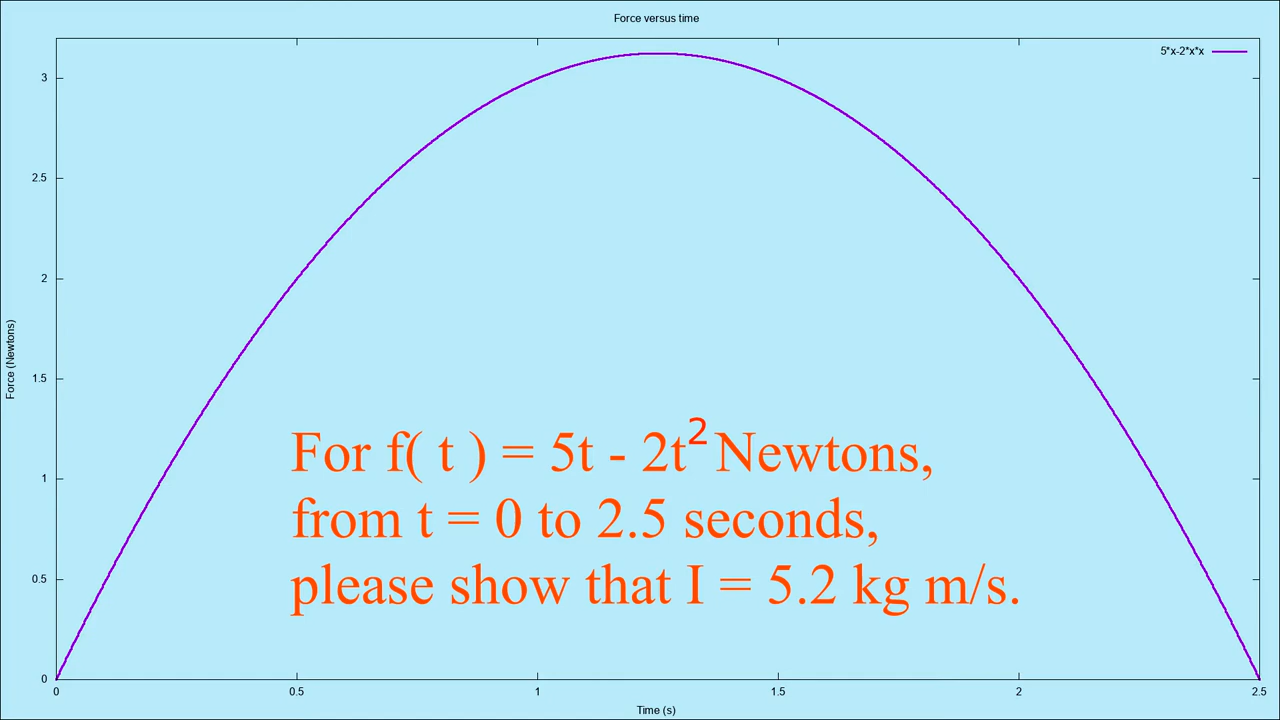 Force versus time
5*x-2*x*x
3
2.5
2
1.5
1
0.5
0
Force (Newtons)
For f( t ) = 5t - 2t² Newtons,
from t = 0 to 2.5 seconds,
please show that I = 5.2 kg m/s.
0 0.5 1 1.5 2 2.5
Time (s)